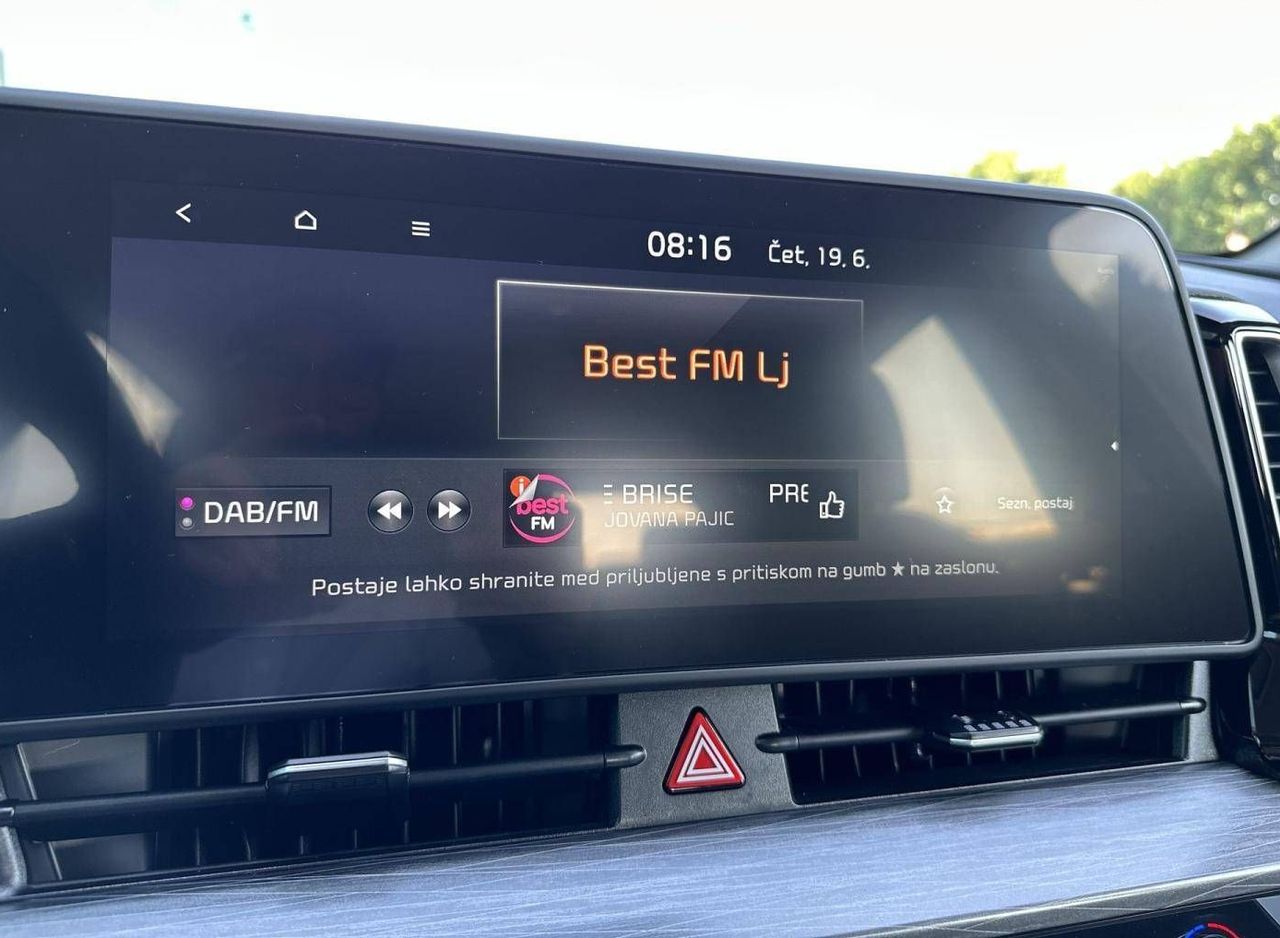 08:16 Čet, 19. 6.
Best FM Lj
DAB/FM
best
FM
BRISE PRE
JOVANA PAJIC
Sezn. postaj
Postaje lahko shranite med priljubljene s pritiskom na gumb ★ na zaslonu.